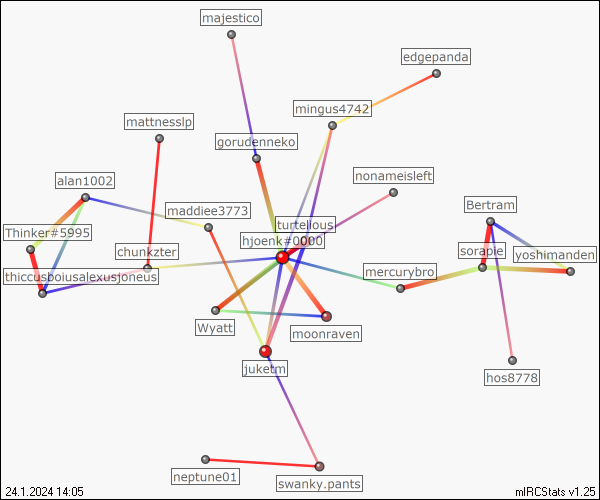 majestico
edgepanda
mingus4742
mattnesslp
gorudenneko
nonameisleft
alan1002
Bertram
maddiee3773
turtelious
Thinker#5995
hjoenk#0000
chunkzter
sorapie
yoshimanden
thiccusboiusalexusjoneus
mercurybro
Wyatt
moonraven
juketm
hos8778
neptune01
swanky.pants
24.1.2024 14:05
mIRCStats v1.25